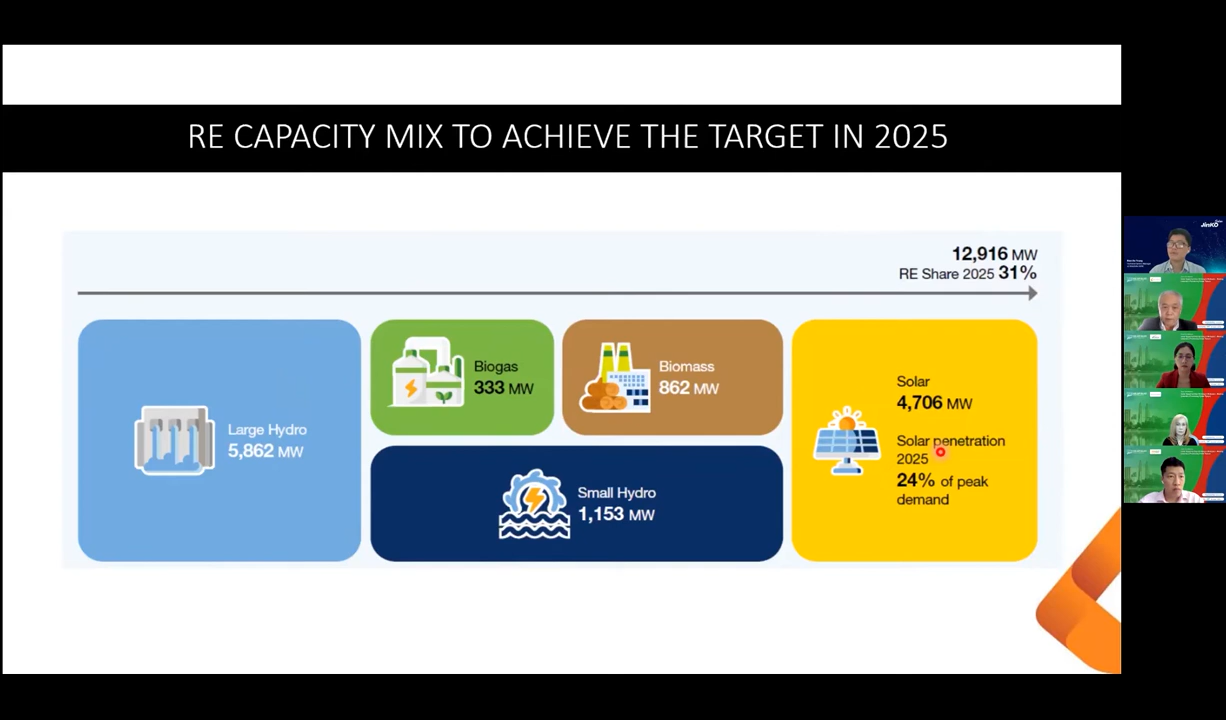 RE CAPACITY MIX TO ACHIEVE THE TARGET IN 2025
12,916 MW
RE Share 2025 31%
Large Hydro
5,862 MW
Biogas
333 MW
Biomass
862 MW
Small Hydro
1,153 MW
Solar
4,706 MW
Solar penetration
2025
24% of peak
demand
JinKO